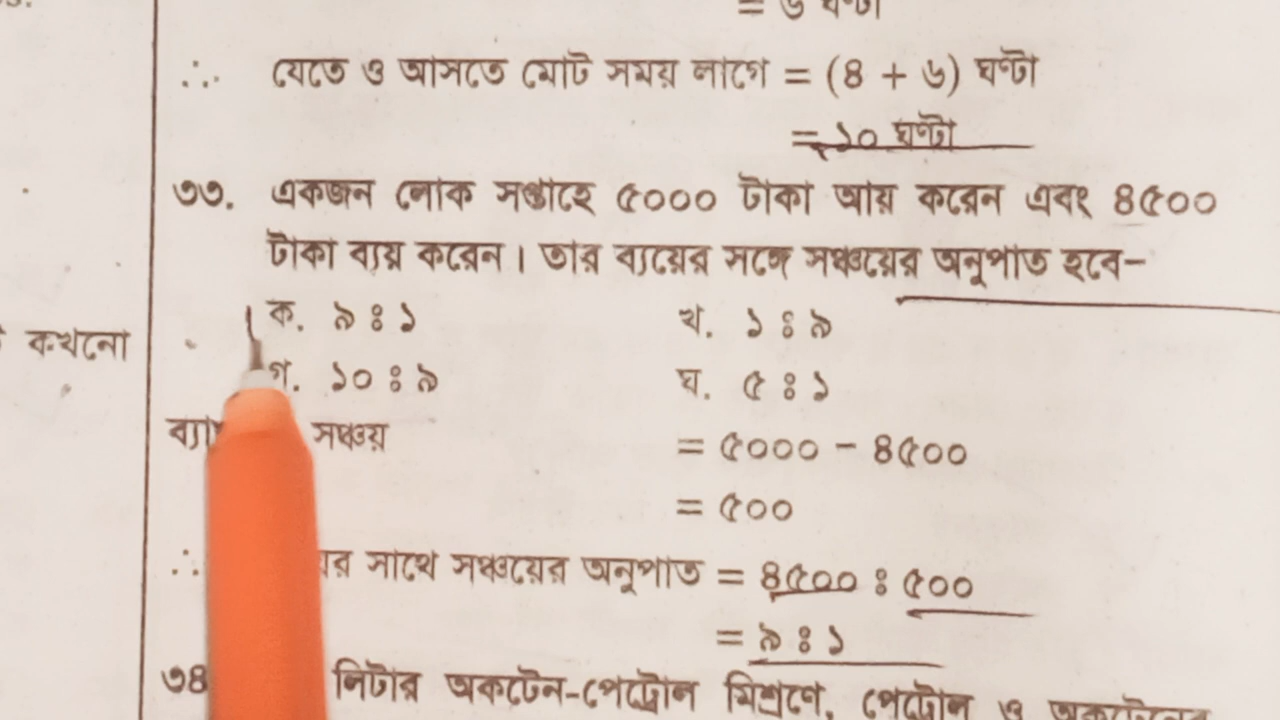 = ৬ ঘণ্টা
∴ যেতে ও আসতে মোট সময় লাগে = (৪ + ৬) ঘণ্টা
= ১০ ঘণ্টা
৩৩. একজন লোক সপ্তাহে ৫০০০ টাকা আয় করেন এবং ৪৫০০
টাকা ব্যয় করেন। তার ব্যয়ের সঙ্গে সঞ্চয়ের অনুপাত হবে–
ক. ৯ : ১ খ. ১ : ৯
কখনো
গ. ১০ : ৯ ঘ. ৫ : ১
সঞ্চয় = ৫০০০ – ৪৫০০
= ৫০০
∴ সাথে সঞ্চয়ের অনুপাত = ৪৫০০ : ৫০০
= ৯ : ১
৩৪ লিটার অকটেন-পেট্রোল মিশ্রণে, পেট্রোল ও অকটেনের